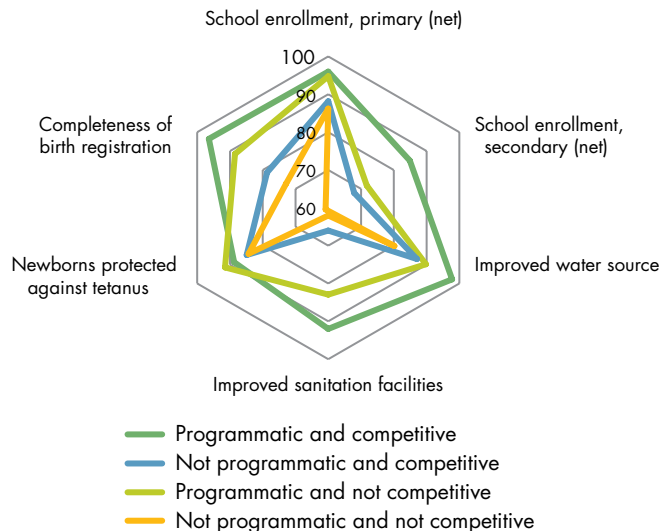 School enrollment, primary (net)
100
90
80
70
60
School enrollment,
secondary (net)
Improved water source
Improved sanitation facilities
Newborns protected
against tetanus
Completeness of
birth registration
Programmatic and competitive
Not programmatic and competitive
Programmatic and not competitive
Not programmatic and not competitive